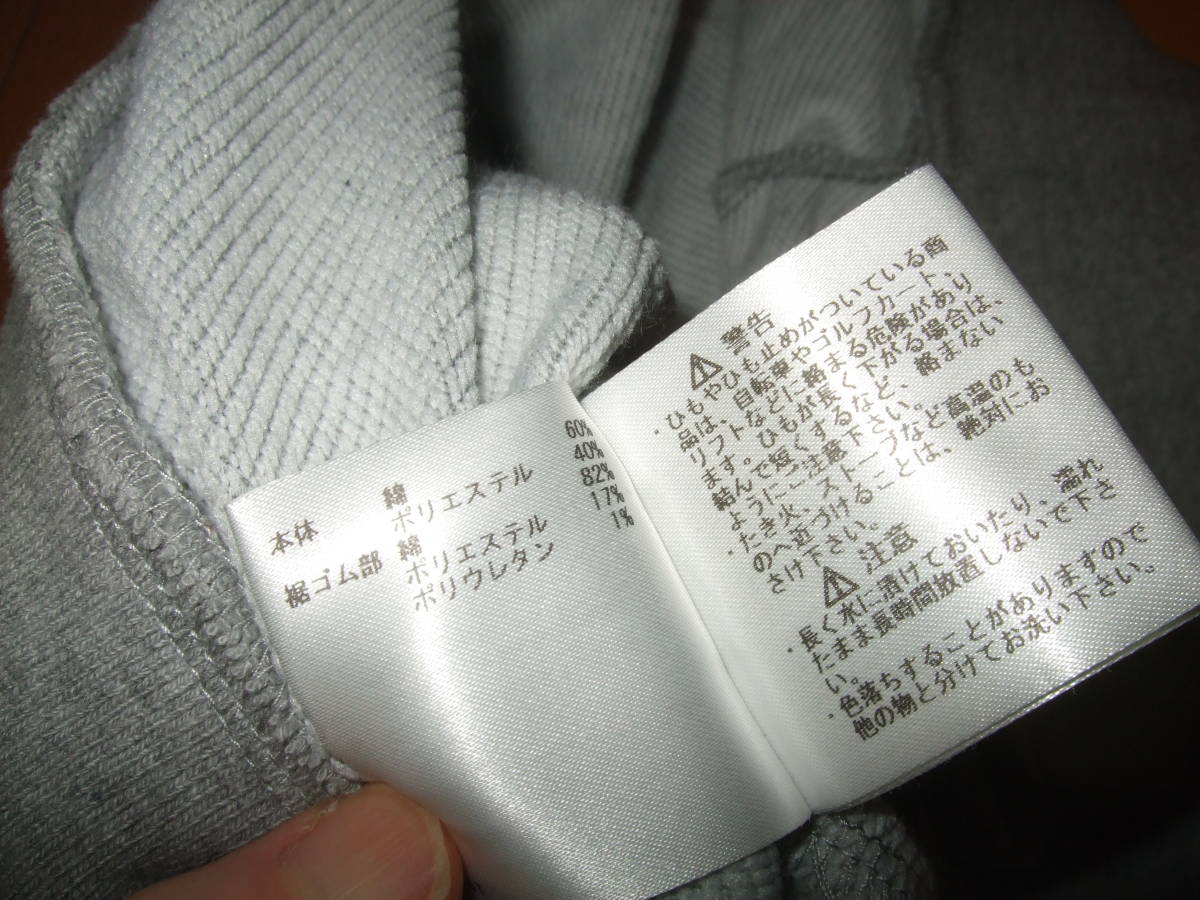 本体 綿 60%
ポリエステル 40%
裾ゴム部 綿 82%
ポリエステル 17%
ポリウレタン 1%
⚠ 警告
・ひもやひも止めがついている商
品は、自転車やゴルフカート、
リフトなどに絡まる危険があり
ます。ひもが長く下がる場合は、
結んで短くするなど、絡まない
ようにご注意下さい。
・たき火、ストーブなど高温のも
のへ近づけることは、絶対にお
さけ下さい。
⚠ 注意
・長く水に漬けておいたり、濡れ
たまま長時間放置しないで下さ
い。
・色落ちすることがありますので
他の物と分けてお洗い下さい。